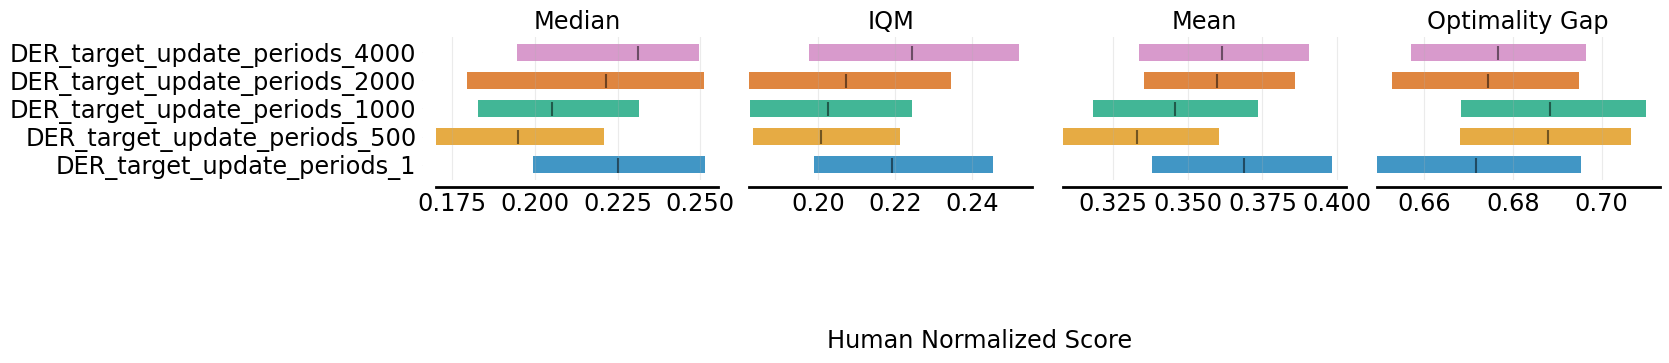 Median IQM Mean Optimality Gap
DER_target_update_periods_4000
DER_target_update_periods_2000
DER_target_update_periods_1000
DER_target_update_periods_500
DER_target_update_periods_1
0.175 0.200 0.225 0.250 0.20 0.22 0.24 0.325 0.350 0.375 0.400 0.66 0.68 0.70
Human Normalized Score